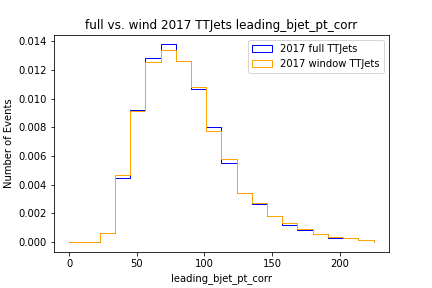 full vs. wind 2017 TTJets leading_bjet_pt_corr
2017 full TTJets
2017 window TTJets
Number of Events
0.014
0.012
0.010
0.008
0.006
0.004
0.002
0.000
0
50
100
150
200
leading_bjet_pt_corr